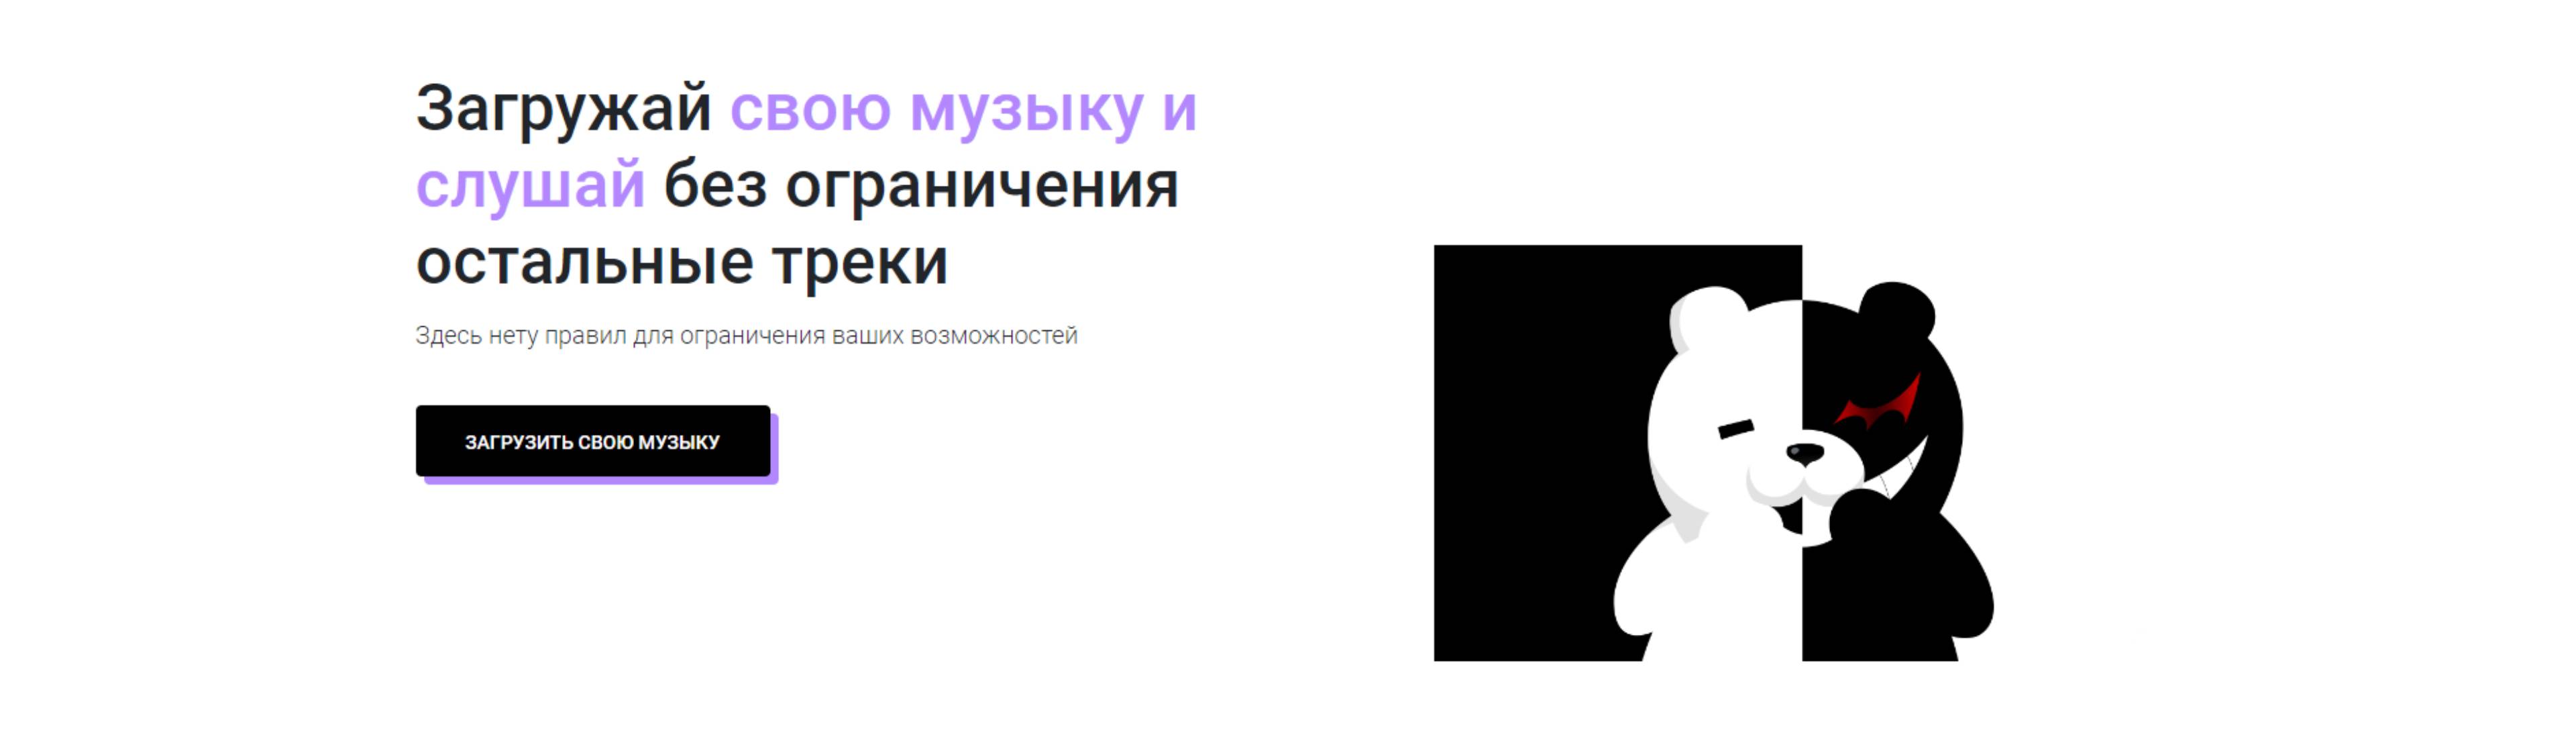 Загружай свою музыку и
слушай без ограничения
остальные треки
Здесь нету правил для ограничения ваших возможностей
ЗАГРУЗИТЬ СВОЮ МУЗЫКУ